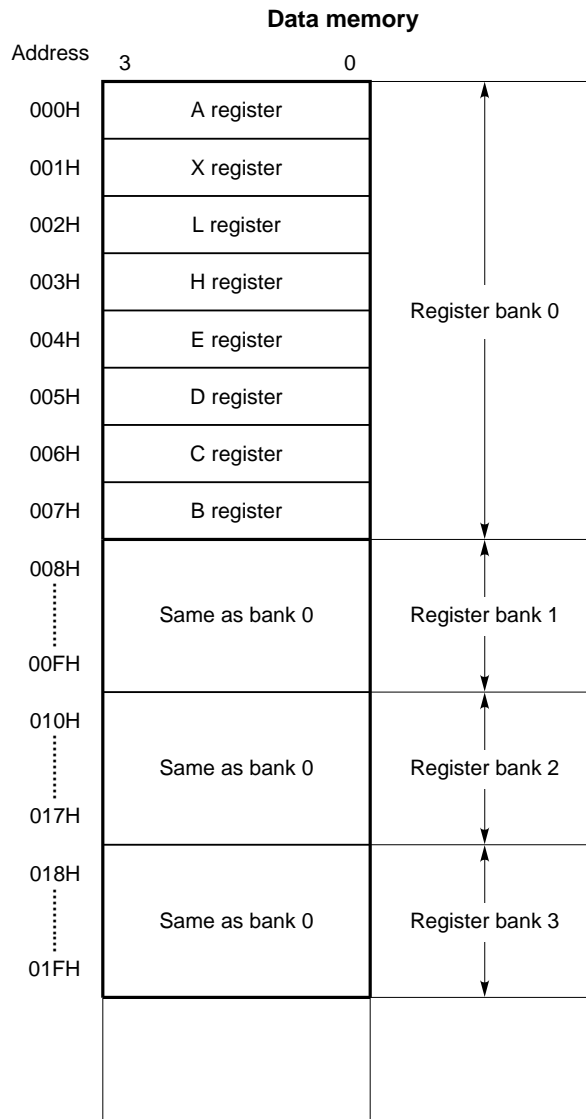 Data memory
Address
3 0
000H A register
001H X register
002H L register
003H H register
Register bank 0
004H E register
005H D register
006H C register
007H B register
008H
Same as bank 0 Register bank 1
00FH
010H
Same as bank 0 Register bank 2
017H
018H
Same as bank 0 Register bank 3
01FH